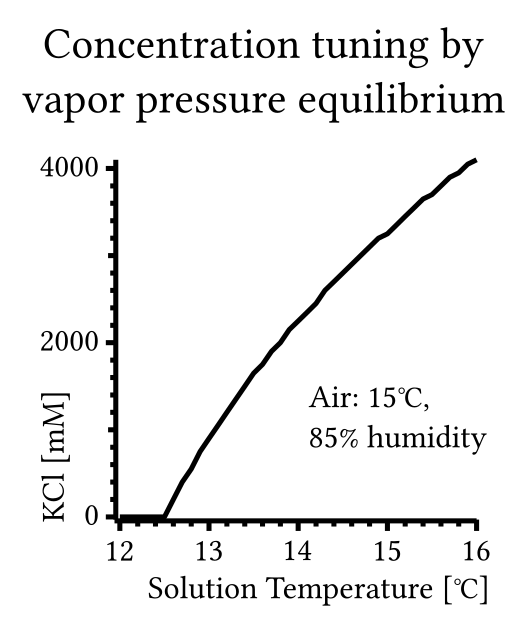 Concentration tuning by
vapor pressure equilibrium
4000
2000
0
KCl [mM]
Air: 15℃,
85% humidity
12 13 14 15 16
Solution Temperature [℃]